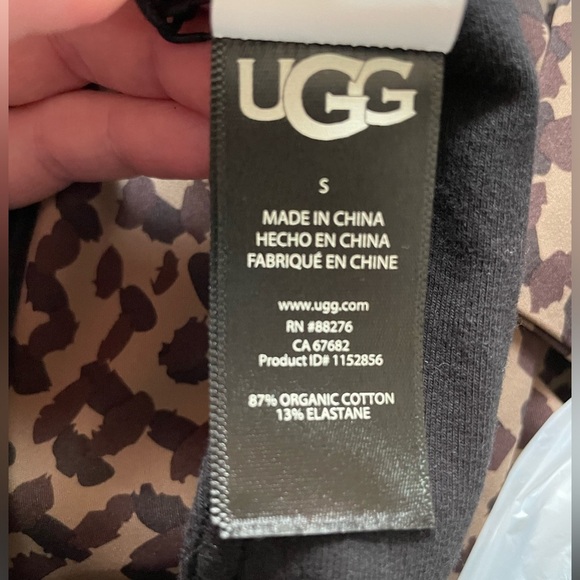 UGG
S
MADE IN CHINA
HECHO EN CHINA
FABRIQUÉ EN CHINE
www.ugg.com
RN #88276
CA 67682
Product ID# 1152856
87% ORGANIC COTTON
13% ELASTANE